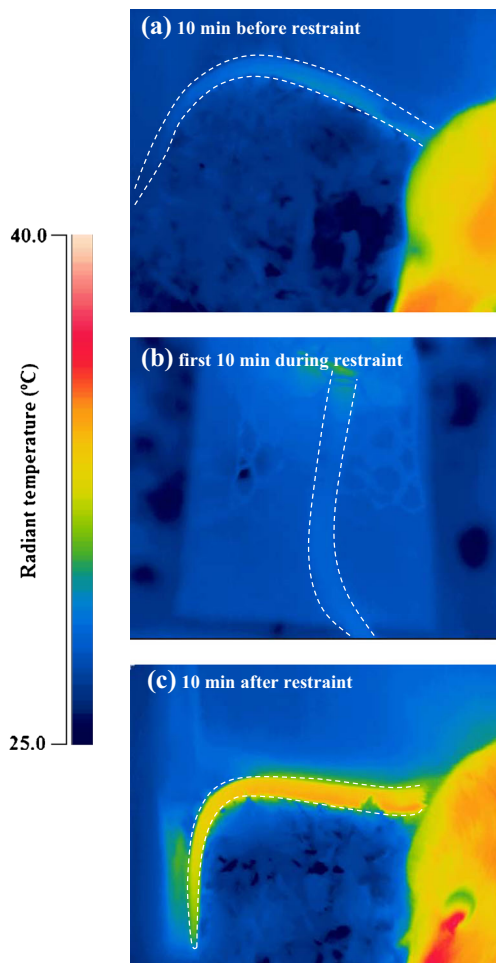 (a) 10 min before restraint
40.0
Radiant temperature (ºC)
25.0
(b) first 10 min during restraint
(c) 10 min after restraint